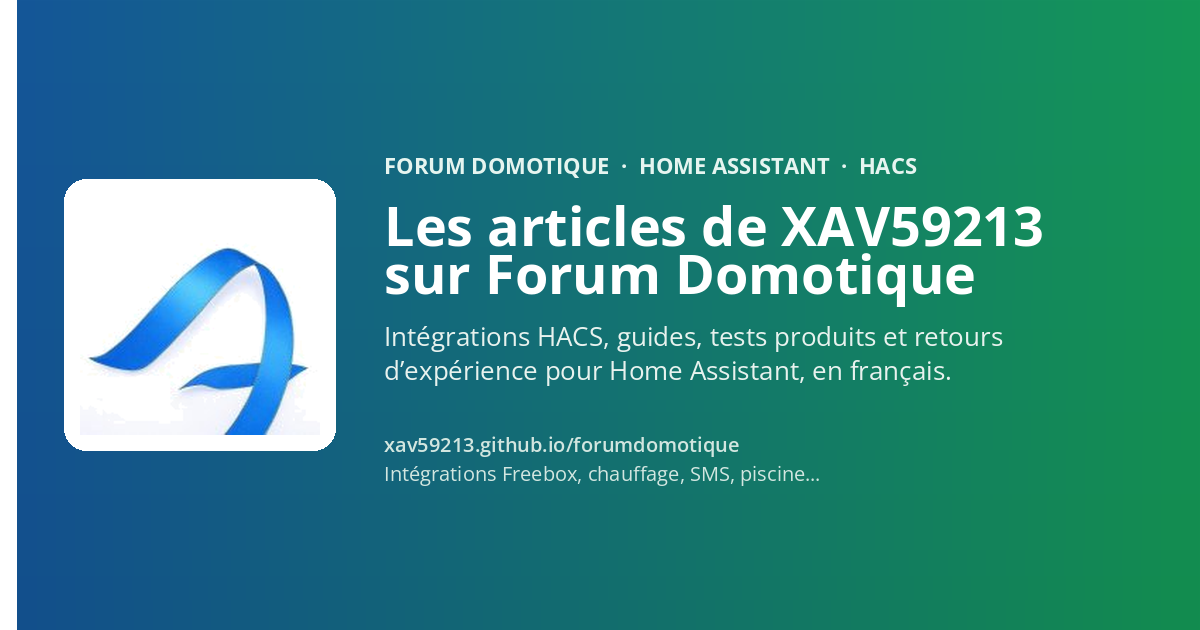 FORUM DOMOTIQUE · HOME ASSISTANT · HACS
Les articles de XAV59213
sur Forum Domotique
Intégrations HACS, guides, tests produits et retours
d’expérience pour Home Assistant, en français.
xav59213.github.io/forumdomotique
Intégrations Freebox, chauffage, SMS, piscine…